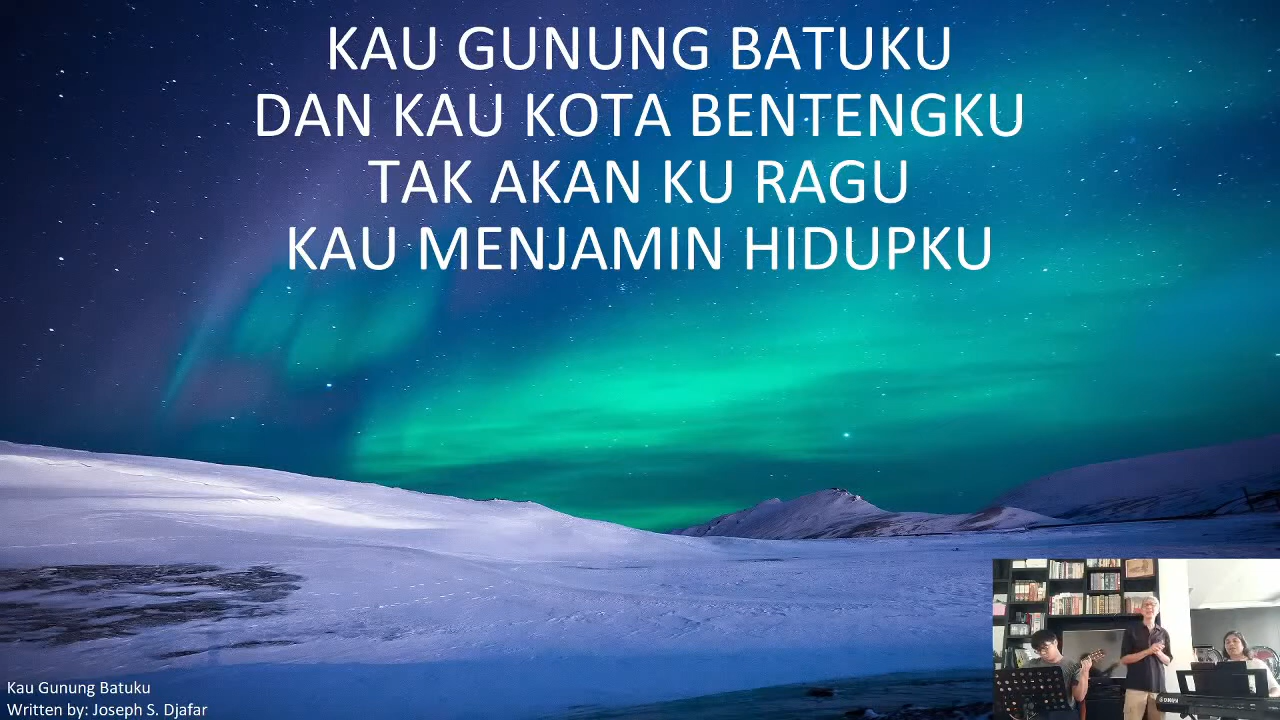 KAU GUNUNG BATUKU
DAN KAU KOTA BENTENGKU
TAK AKAN KU RAGU
KAU MENJAMIN HIDUPKU
Kau Gunung Batuku
Written by: Joseph S. Djafar